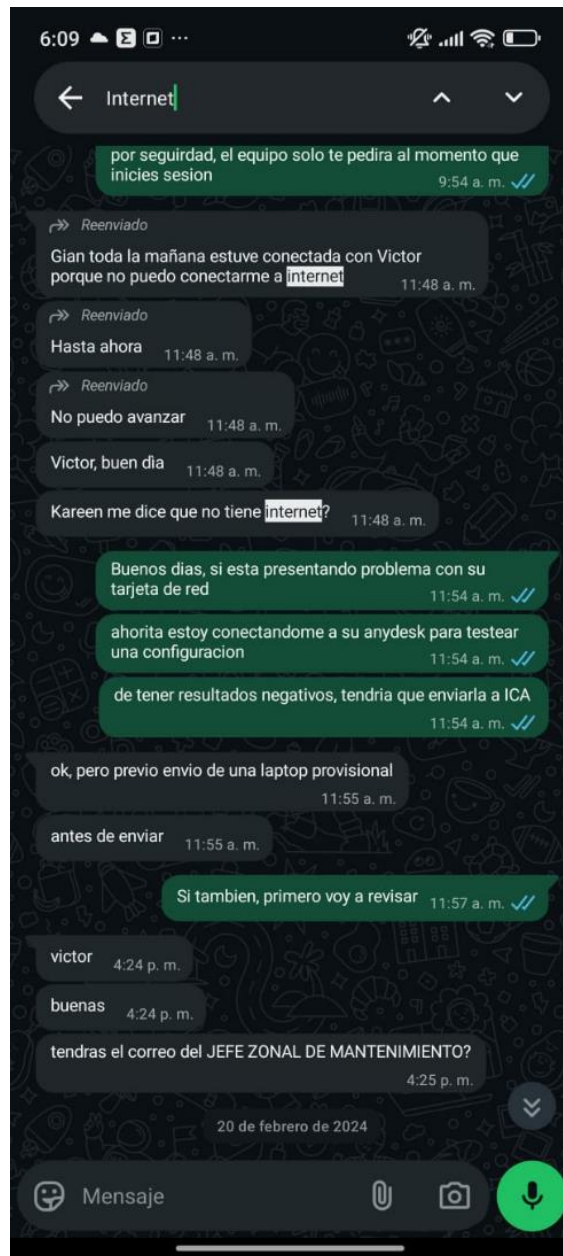 6:09
Internet
por seguirdad, el equipo solo te pedira al momento que
inicies sesion
9:54 a. m.
Reenviado
Gian toda la mañana estuve conectada con Victor
porque no puedo conectarme a internet
11:48 a. m.
Reenviado
Hasta ahora 11:48 a. m.
Reenviado
No puedo avanzar 11:48 a. m.
Victor, buen dìa 11:48 a. m.
Kareen me dice que no tiene internet? 11:48 a. m.
Buenos dias, si esta presentando problema con su
tarjeta de red
11:54 a. m.
ahorita estoy conectandome a su anydesk para testear
una configuracion
11:54 a. m.
de tener resultados negativos, tendria que enviarla a ICA
11:54 a. m.
ok, pero previo envio de una laptop provisional
11:55 a. m.
antes de enviar 11:55 a. m.
Si tambien, primero voy a revisar 11:57 a. m.
victor 4:24 p. m.
buenas 4:24 p. m.
tendras el correo del JEFE ZONAL DE MANTENIMIENTO?
4:25 p. m.
20 de febrero de 2024
Mensaje